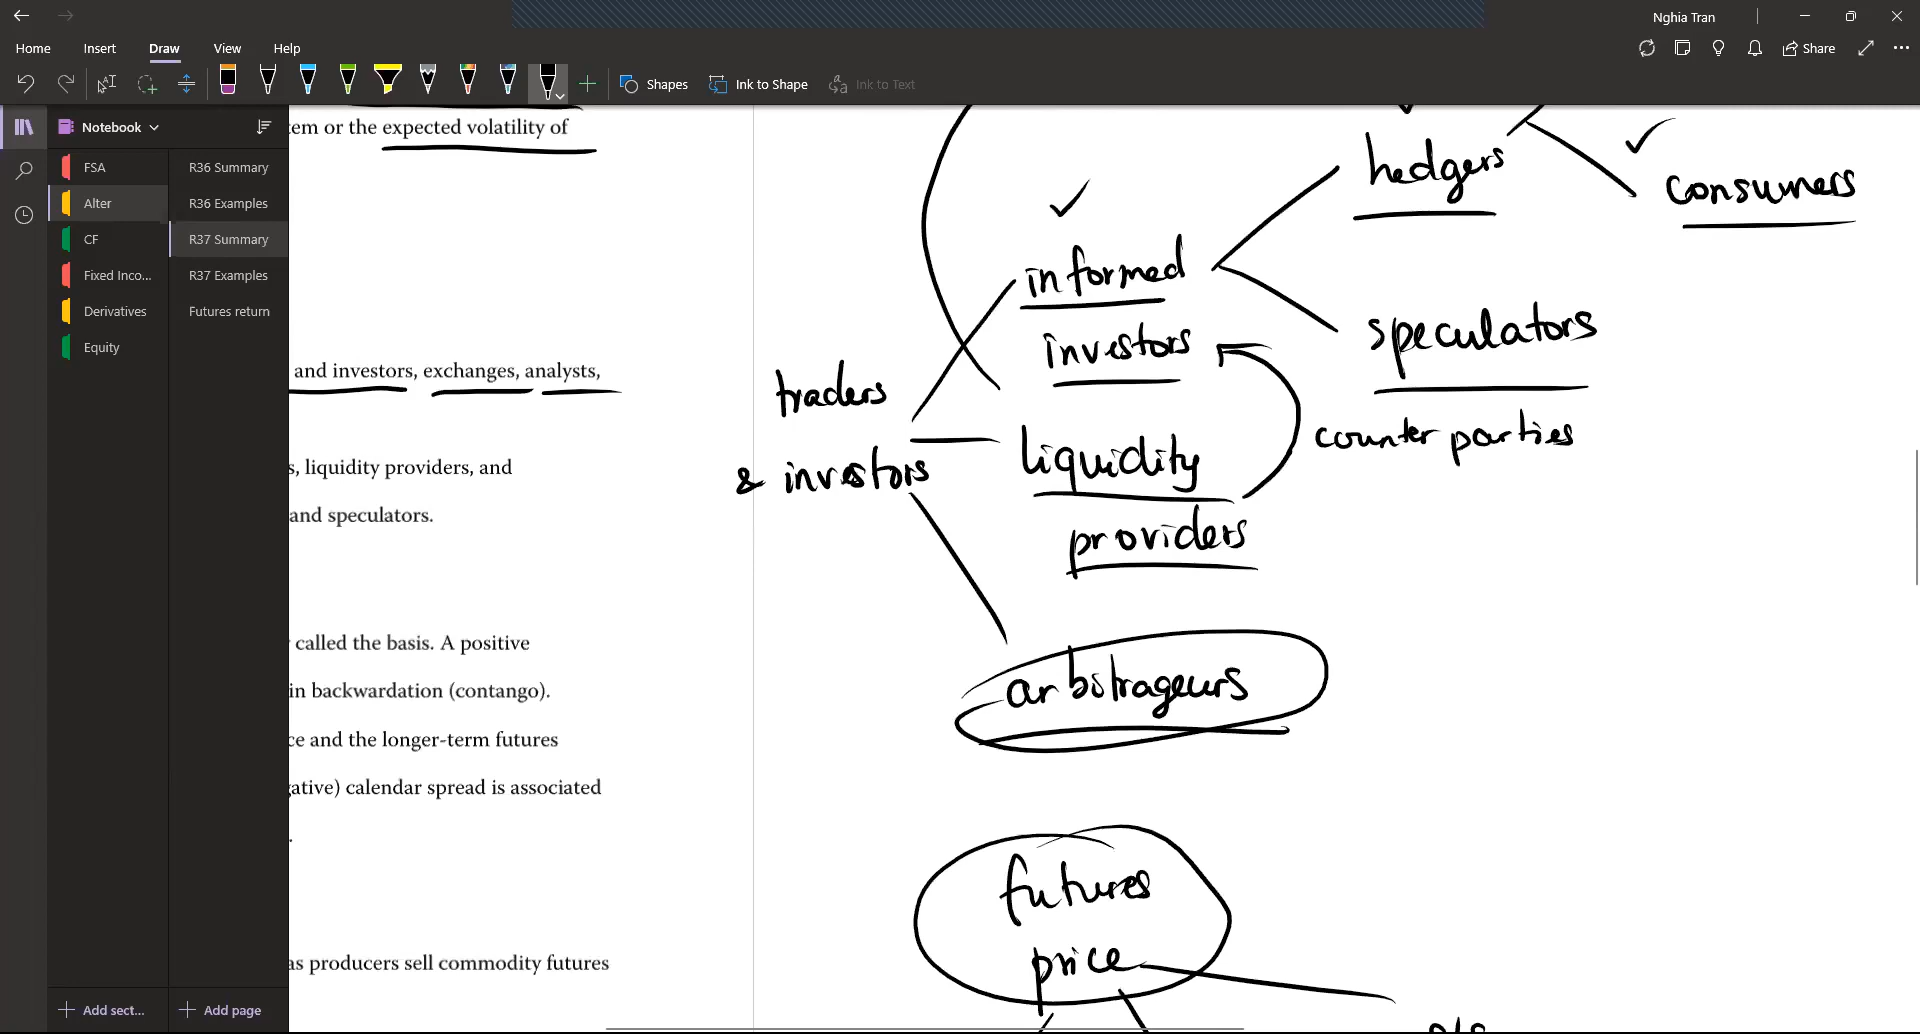 Nghia Tran
Home Insert Draw View Help
Share
Shapes
Ink to Shape
Ink to Text
Notebook
FSA
Alter
CF
Fixed Inco...
Derivatives
Equity
Add sect...
R36 Summary
R36 Examples
R37 Summary
R37 Examples
Futures return
Add page
tem or the expected volatility of
and investors, exchanges, analysts,
s, liquidity providers, and
and speculators.
called the basis. A positive
in backwardation (contango).
ce and the longer-term futures
gative) calendar spread is associated
.
as producers sell commodity futures
hedgers
consumers
informed
investors
speculators
traders
& investors
liquidity
providers
counter parties
arbitrageurs
futures
price